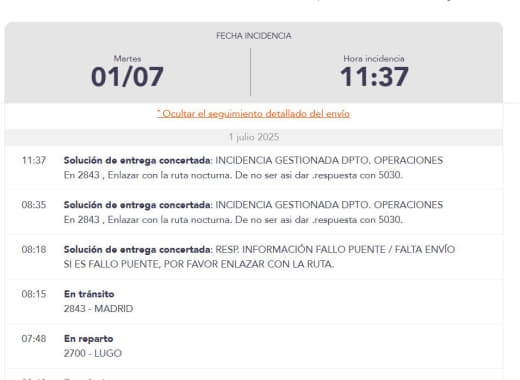 FECHA INCIDENCIA
Martes
01/07
Hora incidencia
11:37
Ocultar el seguimiento detallado del envío
1 julio 2025
11:37 Solución de entrega concertada: INCIDENCIA GESTIONADA DPTO. OPERACIONES
En 2843 , Enlazar con la ruta nocturna. De no ser asi dar .respuesta con 5030.
08:35 Solución de entrega concertada: INCIDENCIA GESTIONADA DPTO. OPERACIONES
En 2843 , Enlazar con la ruta nocturna. De no ser asi dar .respuesta con 5030.
08:18 Solución de entrega concertada: RESP. INFORMACIÓN FALLO PUENTE / FALTA ENVÍO
SI ES FALLO PUENTE, POR FAVOR ENLAZAR CON LA RUTA.
08:15 En tránsito
2843 - MADRID
07:48 En reparto
2700 - LUGO